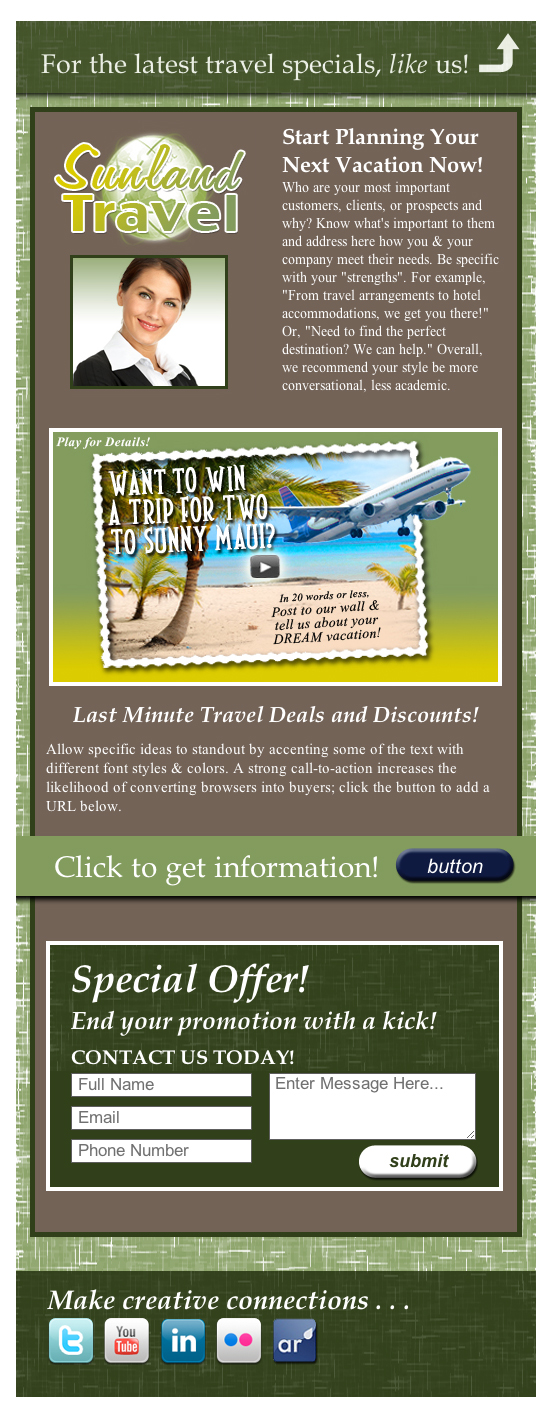 For the latest travel specials, like us!
Sunland
Travel
Start Planning Your
Next Vacation Now!
Who are your most important
customers, clients, or prospects and
why? Know what's important to them
and address here how you & your
company meet their needs. Be specific
with your "strengths". For example,
"From travel arrangements to hotel
accommodations, we get you there!"
Or, "Need to find the perfect
destination? We can help." Overall,
we recommend your style be more
conversational, less academic.
Play for Details!
WANT TO WIN
A TRIP FOR TWO
TO SUNNY MAUI?
In 20 words or less,
Post to our wall &
tell us about your
DREAM vacation!
Last Minute Travel Deals and Discounts!
Allow specific ideas to standout by accenting some of the text with
different font styles & colors. A strong call-to-action increases the
likelihood of converting browsers into buyers; click the button to add a
URL below.
Click to get information!
button
Special Offer!
End your promotion with a kick!
CONTACT US TODAY!
Full Name
Email
Phone Number
Enter Message Here...
submit
Make creative connections . . .
t
You
Tube
in
ar